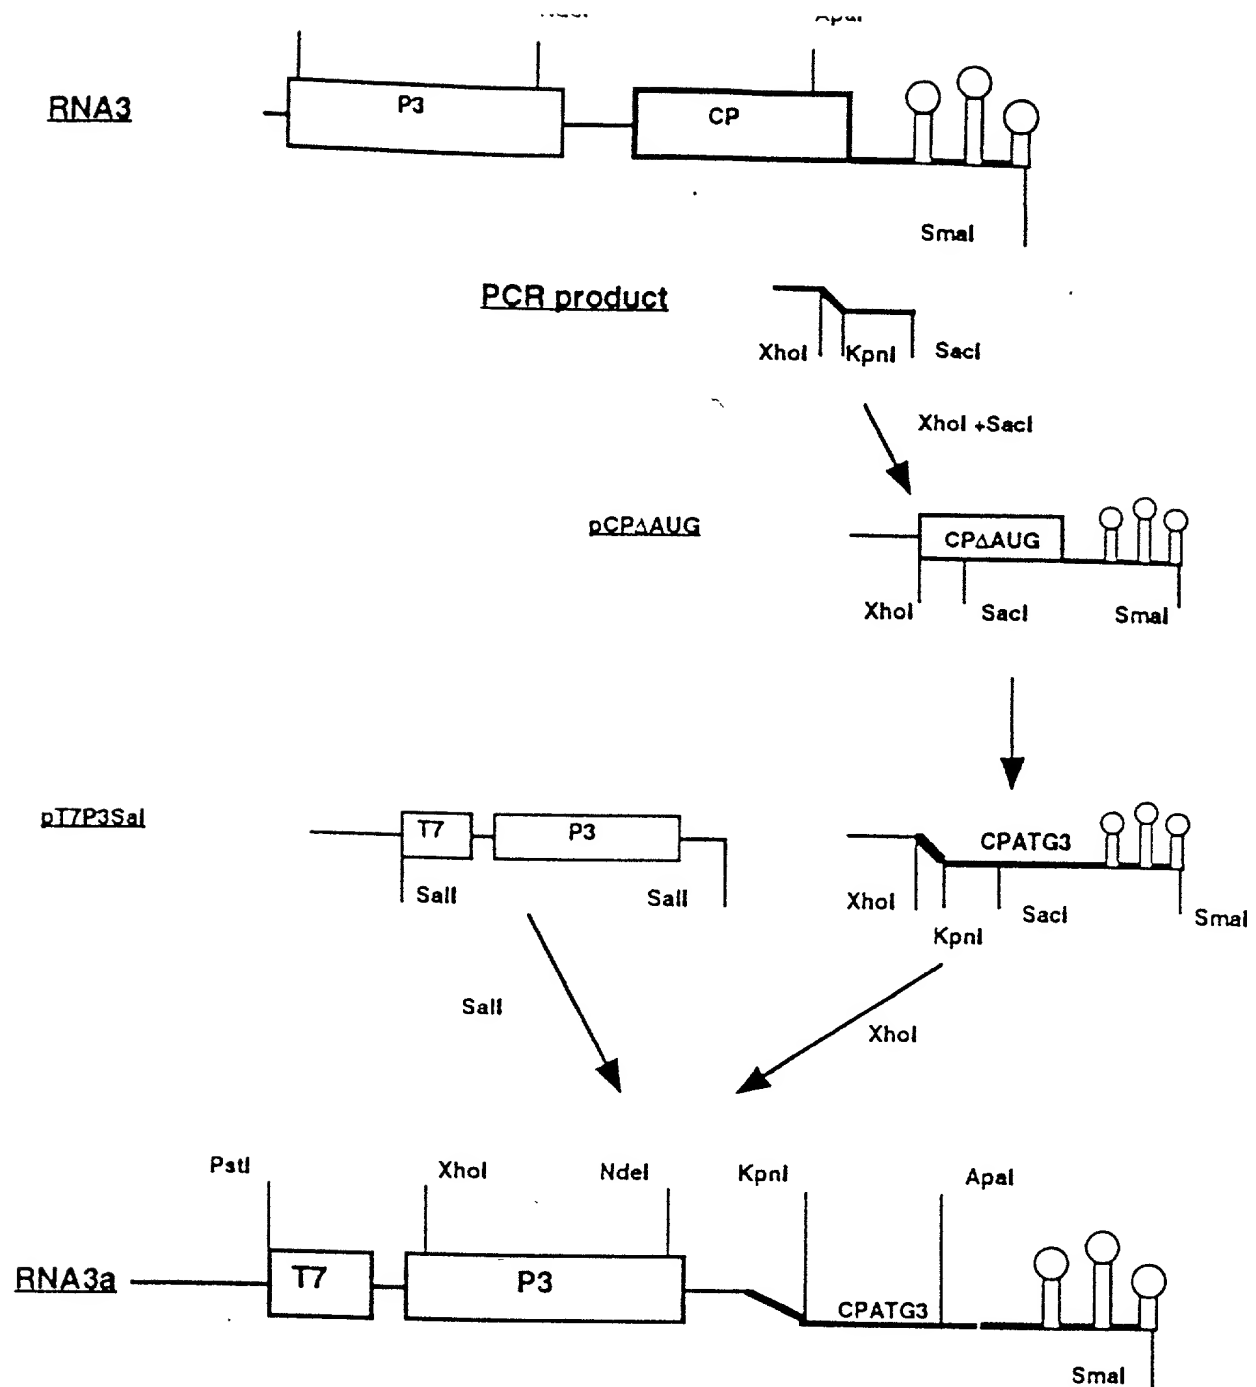 RNA3
P3
CP
SmaI
PCR product
XhoI
KpnI
SacI
XhoI +SacI
pCPΔAUG
CPΔAUG
XhoI
SacI
SmaI
pT7P3Sal
T7
P3
CPATG3
SalI
SalI
XhoI
SacI
SmaI
KpnI
SalI
XhoI
PstI
XhoI
NdeI
KpnI
ApaI
RNA3a
T7
P3
CPATG3
SmaI